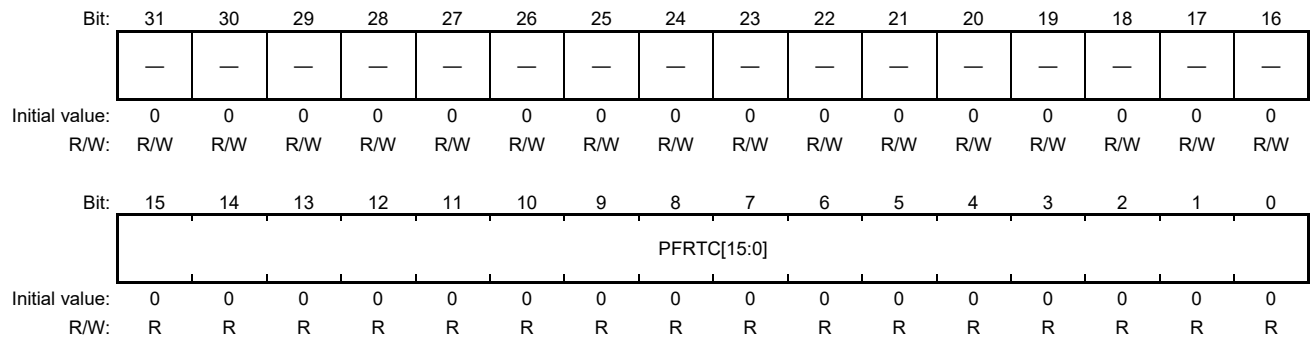 Bit: 31 30 29 28 27 26 25 24 23 22 21 20 19 18 17 16
— — — — — — — — — — — — — — — —
Initial value: 0 0 0 0 0 0 0 0 0 0 0 0 0 0 0 0
R/W: R/W R/W R/W R/W R/W R/W R/W R/W R/W R/W R/W R/W R/W R/W R/W R/W
Bit: 15 14 13 12 11 10 9 8 7 6 5 4 3 2 1 0
PFRTC[15:0]
Initial value: 0 0 0 0 0 0 0 0 0 0 0 0 0 0 0 0
R/W: R R R R R R R R R R R R R R R R